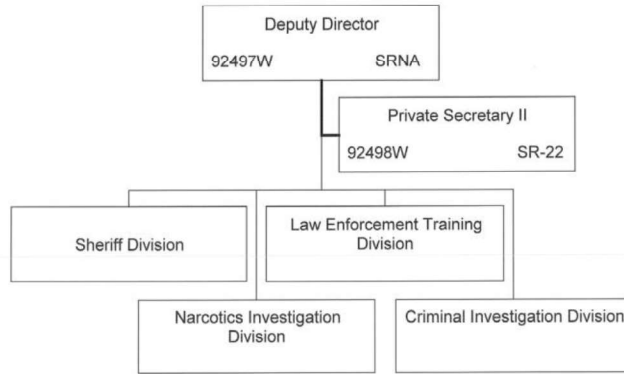 Deputy Director
92497W SRNA
Private Secretary II
92498W SR-22
Sheriff Division
Law Enforcement Training
Division
Narcotics Investigation
Division
Criminal Investigation Division